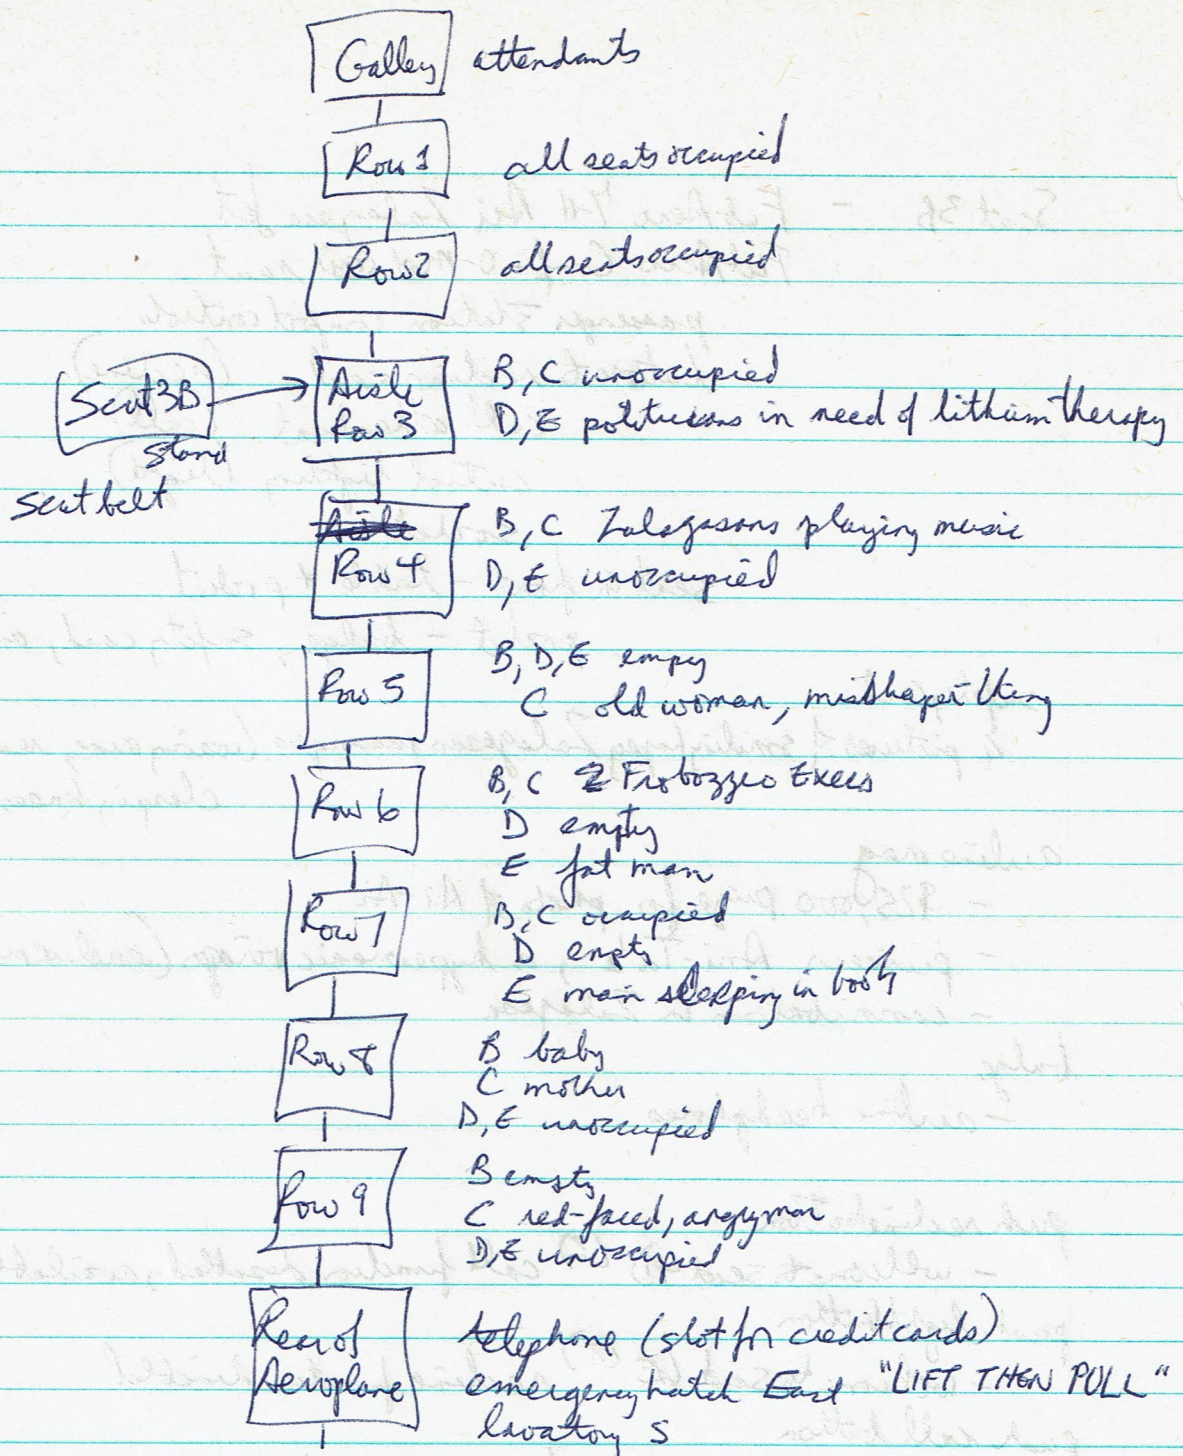 Galley attendants
Row 1 all seats occupied
Row 2 all seats occupied
Seat 3B Aisle B, C unoccupied
Row 3 D, E politicians in need of lithium therapy
stand
seat belt
Aisle B, C Zalagasans playing music
Row 4 D, E unoccupied
Row 5 B, D, E empy
C old woman, misshapen thing
Row 6 B, C 2 Frobozzco Execs
D empty
E fat man
Row 7 B, C occupied
D empty
E man sleeping in book
Row 8 B baby
C mother
D, E unoccupied
Row 9 B empty
C red-faced, angry man
D, E unoccupied
Rear of telephone (slot for credit cards)
Aeroplane emergency hatch East "LIFT THEN PULL"
lavatory S